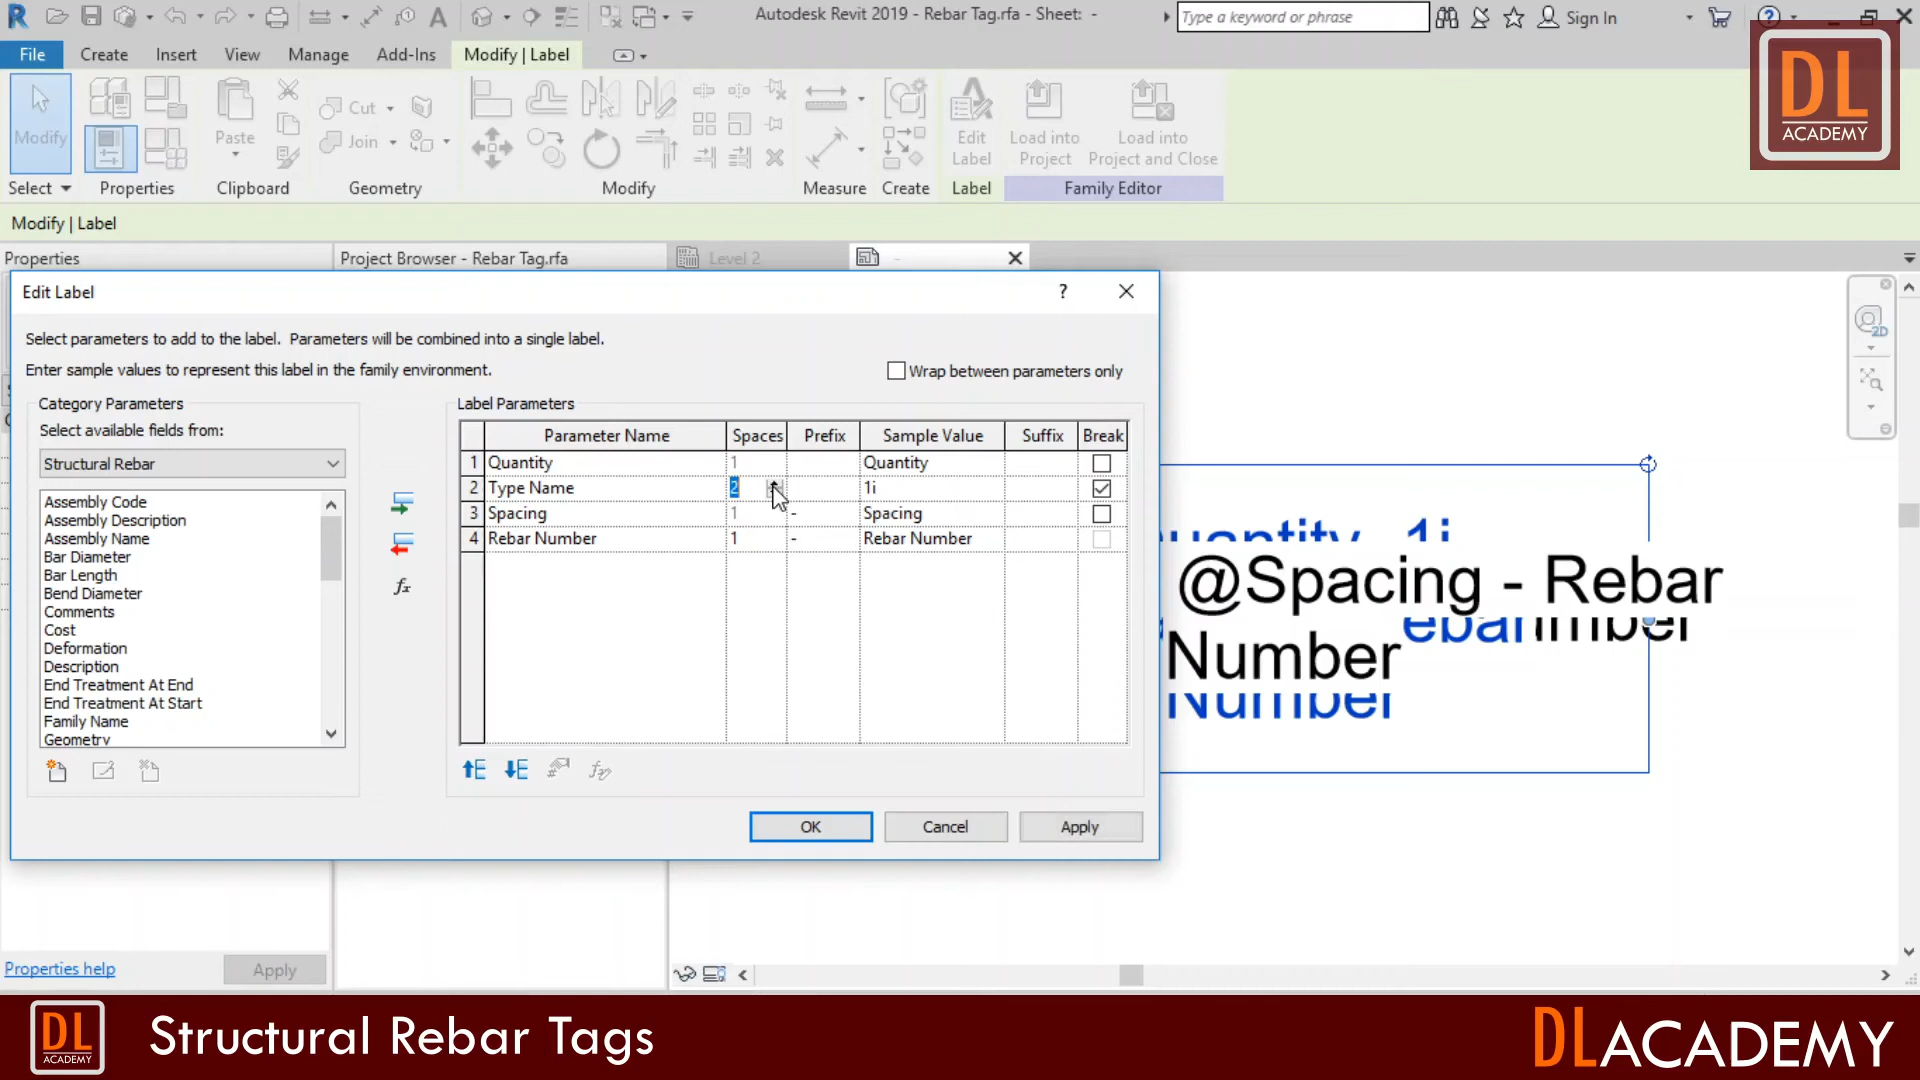 Autodesk Revit 2019 - Rebar Tag.rfa - Sheet: -
Type a keyword or phrase
Sign In
File Create Insert View Manage Add-Ins Modify | Label
DL
ACADEMY
Modify
Paste
Cut
Join
Edit Label
Load into Project
Load into Project and Close
Select Properties Clipboard Geometry Modify Measure Create Label Family Editor
Modify | Label
Properties
Project Browser - Rebar Tag.rfa
Level 2
-
Edit Label
?
Select parameters to add to the label. Parameters will be combined into a single label.
Enter sample values to represent this label in the family environment.
Wrap between parameters only
Category Parameters
Select available fields from:
Structural Rebar
Assembly Code
Assembly Description
Assembly Name
Bar Diameter
Bar Length
Bend Diameter
Comments
Cost
Deformation
Description
End Treatment At End
End Treatment At Start
Family Name
Geometry
fx
Label Parameters
Parameter Name Spaces Prefix Sample Value Suffix Break
1 Quantity 1 Quantity
2 Type Name 2 1i
3 Spacing 1 - Spacing
4 Rebar Number 1 - Rebar Number
OK Cancel Apply
1i
@Spacing - Rebar
Number
ebar
Number
2D
Properties help
Apply
DL
ACADEMY
Structural Rebar Tags
DLACADEMY